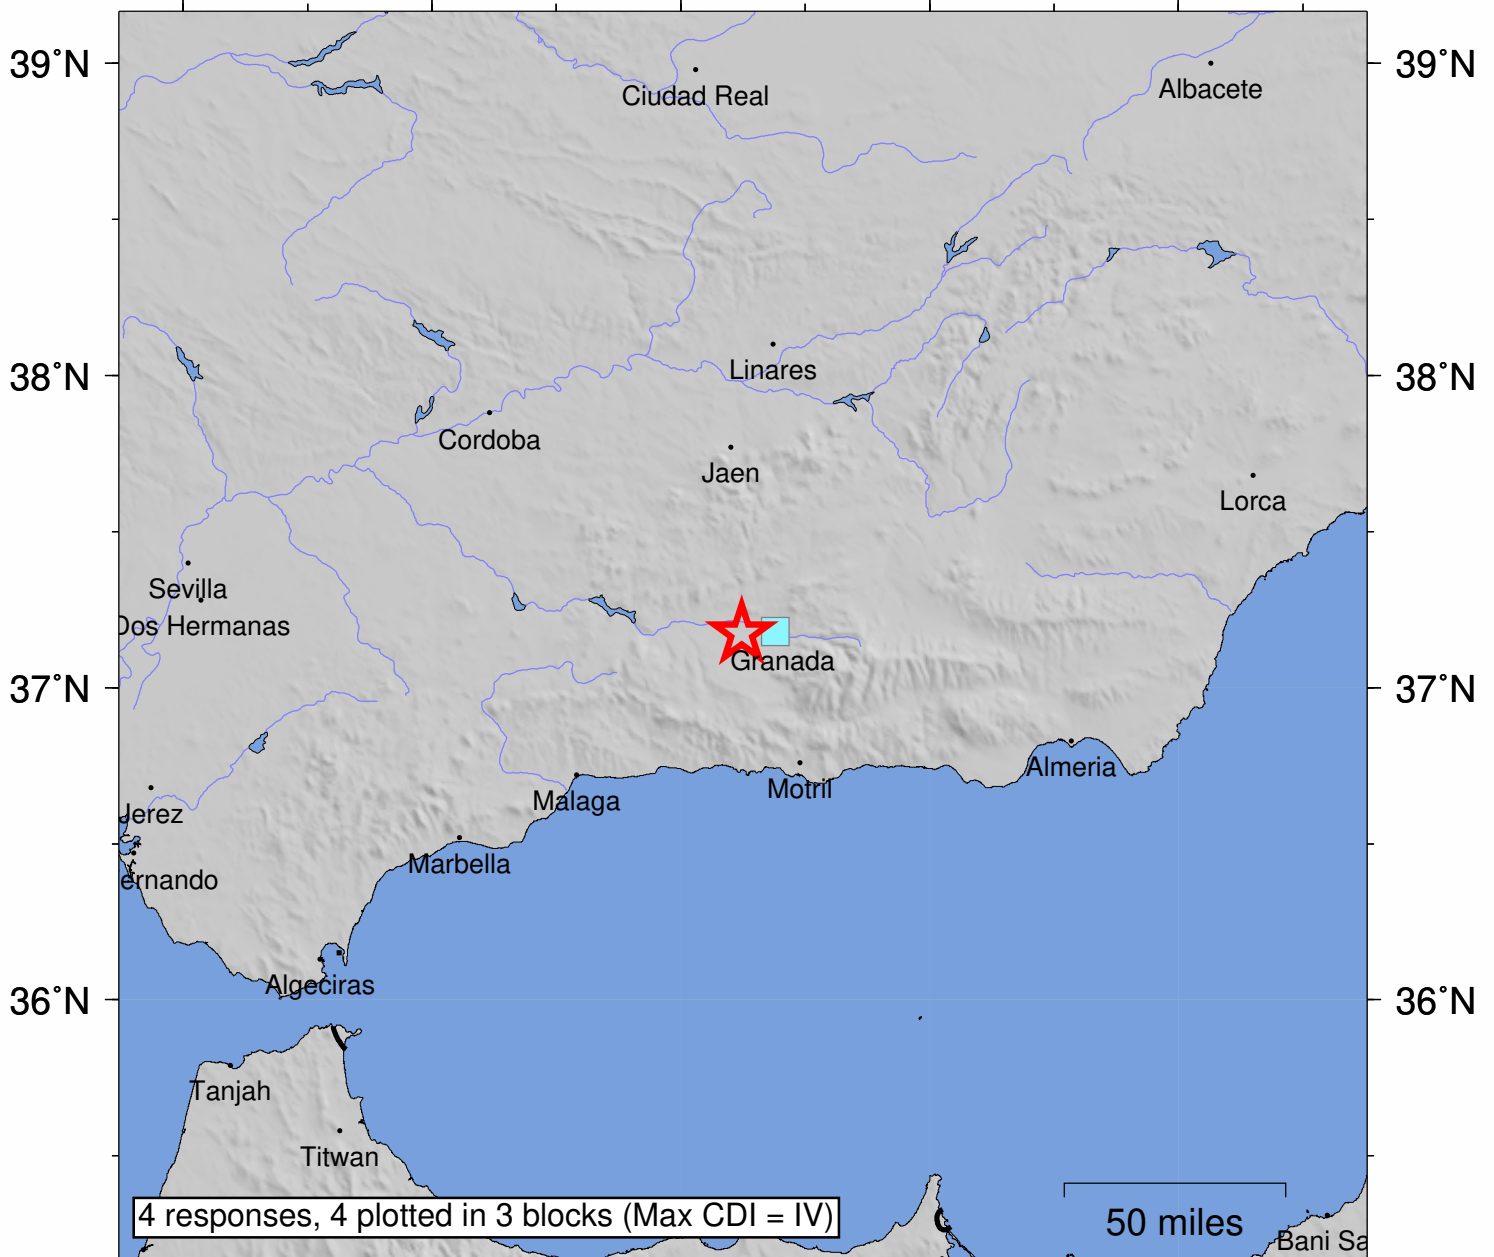 39°N
39°N
Ciudad Real
Albacete
38°N
Linares
38°N
Cordoba
Jaen
Lorca
Sevilla
Dos Hermanas
Granada
37°N
37°N
Almeria
Motril
Malaga
Jerez
Marbella
ernando
Algeciras
36°N
36°N
Tanjah
Titwan
4 responses, 4 plotted in 3 blocks (Max CDI = IV)
50 miles
Bani Sa